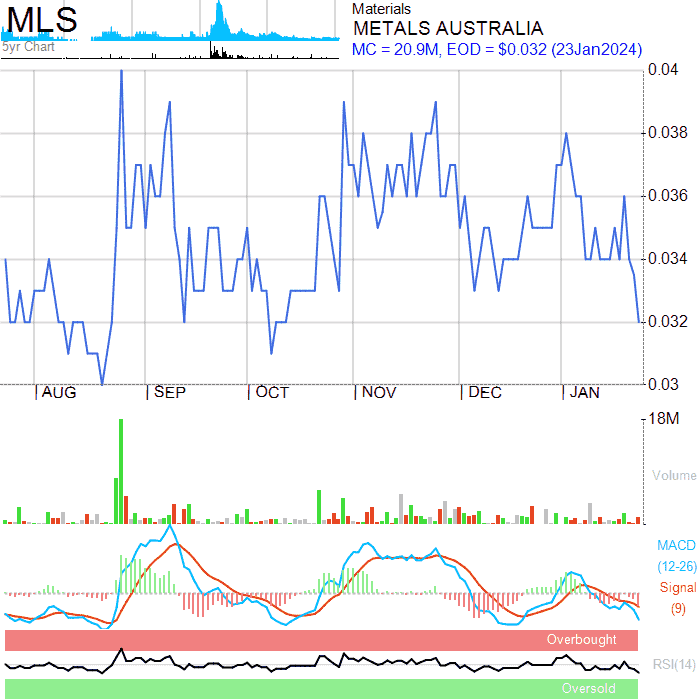 MLS
5yr Chart
Materials
METALS AUSTRALIA
MC = 20.9M, EOD = $0.032 (23Jan2024)
0.04
0.038
0.036
0.034
0.032
0.03
AUG SEP OCT NOV DEC JAN
18M
Volume
MACD
(12-26)
Signal
(9)
Overbought
RSI(14)
Oversold